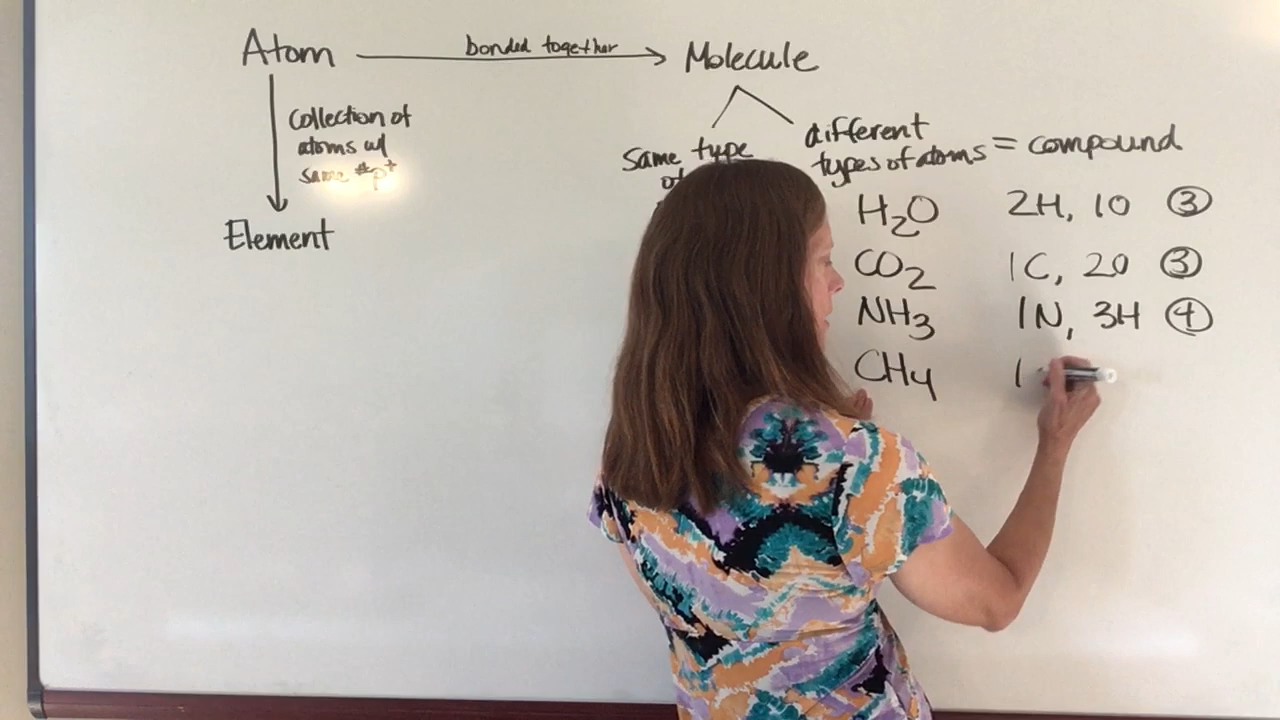 Atom
bonded together
Molecule
collection of
atoms w/
same #p⁺
Element
same type
of
different
types of atoms = compound
H₂O 2H, 1O ③
CO₂ 1C, 2O ③
NH₃ 1N, 3H ④
CH₄ 1